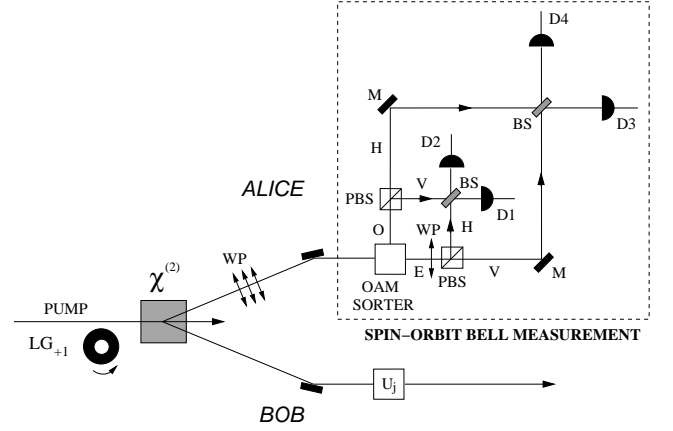 D4
M
BS
D3
D2
H
ALICE
V
BS
PBS
D1
WP
O
H
WP
E
V
M
OAM
SORTER
PBS
χ(2)
SPIN−ORBIT BELL MEASUREMENT
PUMP
LG+1
Uj
BOB